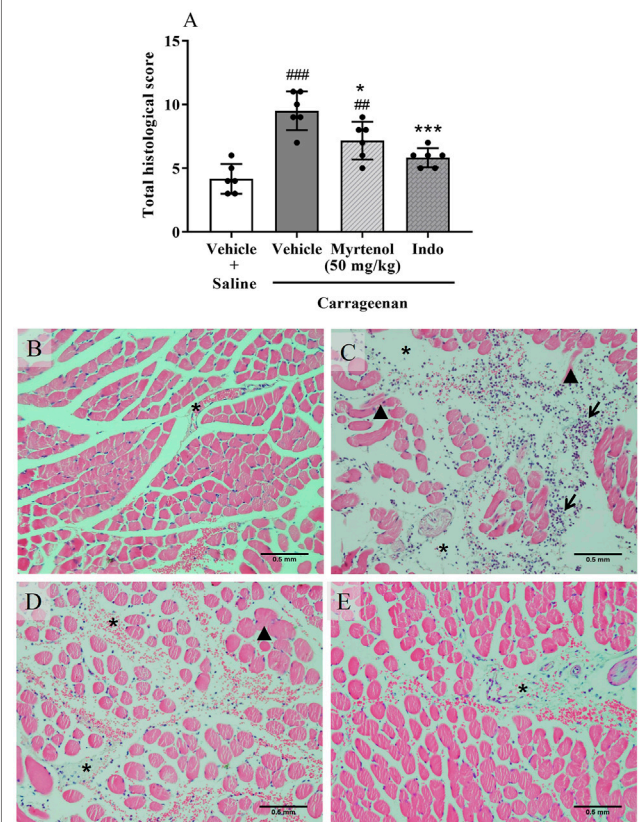 A
Total histological score
15
10
5
0
###
*
##
***
Vehicle
+
Saline
Vehicle
Myrtenol
(50 mg/kg)
Indo
Carrageenan
B
*
0.5 mm
C
*
*
0.5 mm
D
*
*
0.5 mm
E
*
0.5 mm